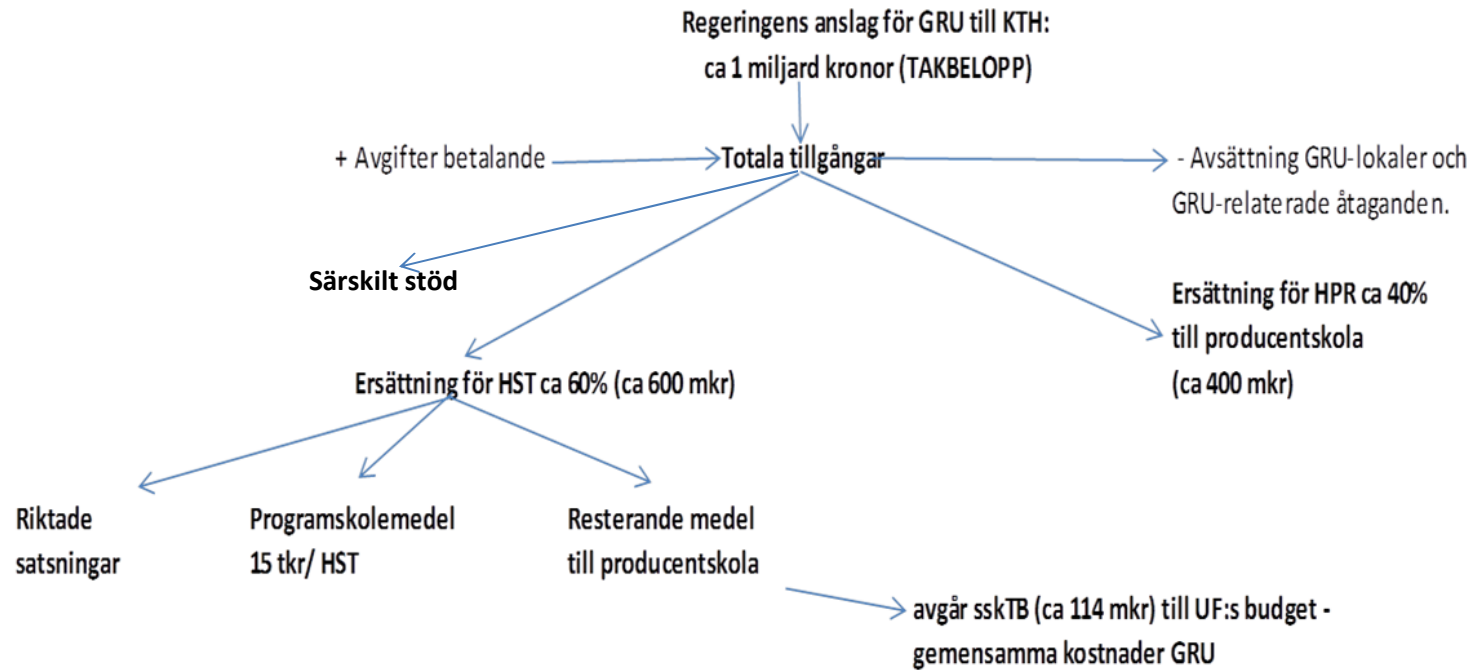 Regeringens anslag för GRU till KTH:
ca 1 miljard kronor (TAKBELOPP)
+ Avgifter betalande
Totala tillgångar
- Avsättning GRU-lokaler och
GRU-relaterade åtaganden.
Särskilt stöd
Ersättning för HPR ca 40%
till producentskola
(ca 400 mkr)
Ersättning för HST ca 60% (ca 600 mkr)
Riktade
satsningar
Programskolemedel
15 tkr/ HST
Resterande medel
till producentskola
avgår sskTB (ca 114 mkr) till UF:s budget -
gemensamma kostnader GRU